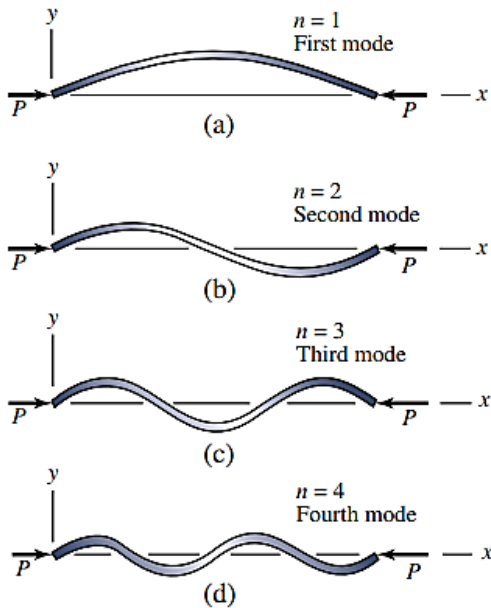 y
n = 1
First mode
P
P
x
(a)
y
n = 2
Second mode
P
P
x
(b)
y
n = 3
Third mode
P
P
x
(c)
y
n = 4
Fourth mode
P
P
x
(d)